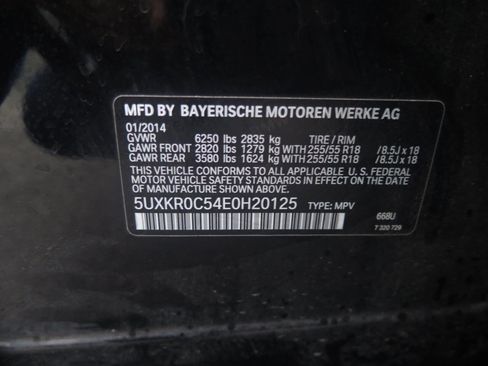 MFD BY BAYERISCHE MOTOREN WERKE AG
01/2014
GVWR 6250 lbs 2835 kg TIRE / RIM
GAWR FRONT 2820 lbs 1279 kg WITH 255/55 R18 / 8.5J x 18
GAWR REAR 3580 lbs 1624 kg WITH 255/55 R18 / 8.5J x 18
THIS VEHICLE CONFORMS TO ALL APPLICABLE U. S. FEDERAL
MOTOR VEHICLE SAFETY STANDARDS IN EFFECT ON THE
DATE OF MANUFACTURE SHOWN ABOVE
5UXKR0C54E0H20125 TYPE: MPV
668U
7 320 729